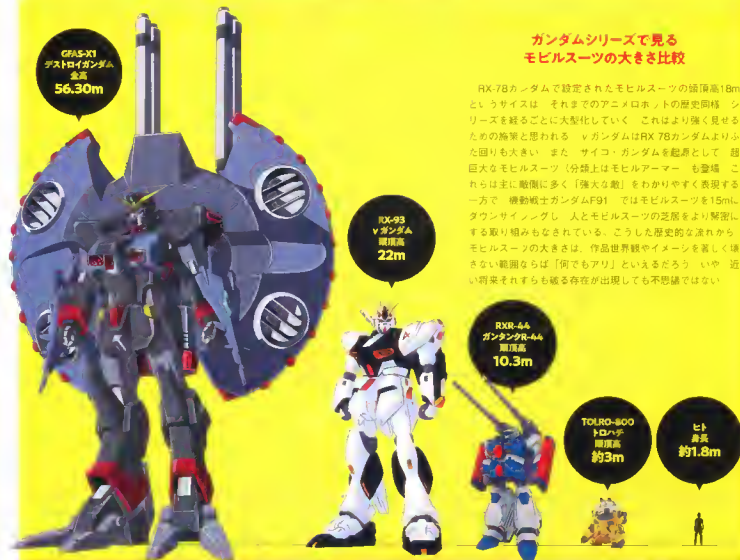 GFAS-X1
デストロイガンダム
全高
56.30m
ガンダムシリーズで見る
モビルスーツの大きさ比較
RX-78ガンダムで設定されたモビルスーツの頭頂高18m
というサイズは それまでのアニメロボットの歴史同様 シ
リーズを経るごとに大型化していく これはより強く見せる
ための施策と思われる νガンダムはRX 78ガンダムよりふ
た回りも大きい また サイコ・ガンダムを起源として 超
巨大なモビルスーツ（分類上はモビルアーマー も登場 こ
れらは主に敵側に多く「強大な敵」をわかりやすく表現する
一方で 機動戦士ガンダムF91 ではモビルスーツを15mに
ダウンサイジングし 人とモビルスーツの芝居をより緊密に
する取り組みもなされている、こうした歴史的な流れから
モビルスーツの大きさは、作品世界観やイメージを著しく壊
さない範囲ならば「何でもアリ」といえるだろう いや 近
い将来それすらも破る存在が出現しても不思議ではない
RX-93
νガンダム
頭頂高
22m
RXR-44
ガンタンクR-44
頭頂高
10.3m
TOLRO-800
トロハチ
頭頂高
約3m
ヒト
身長
約1.8m